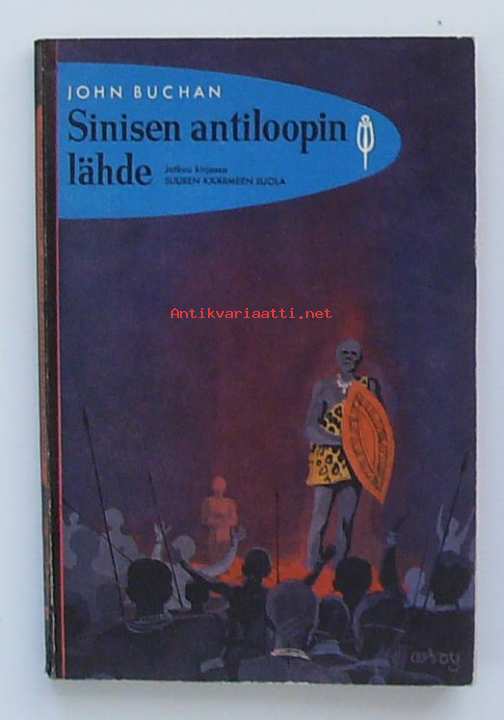 JOHN BUCHAN
Sinisen antiloopin
lähde
Jatkoa kirjassa
SUUREN KÄÄRMEEN SUOLA
Antikvariaatti.net